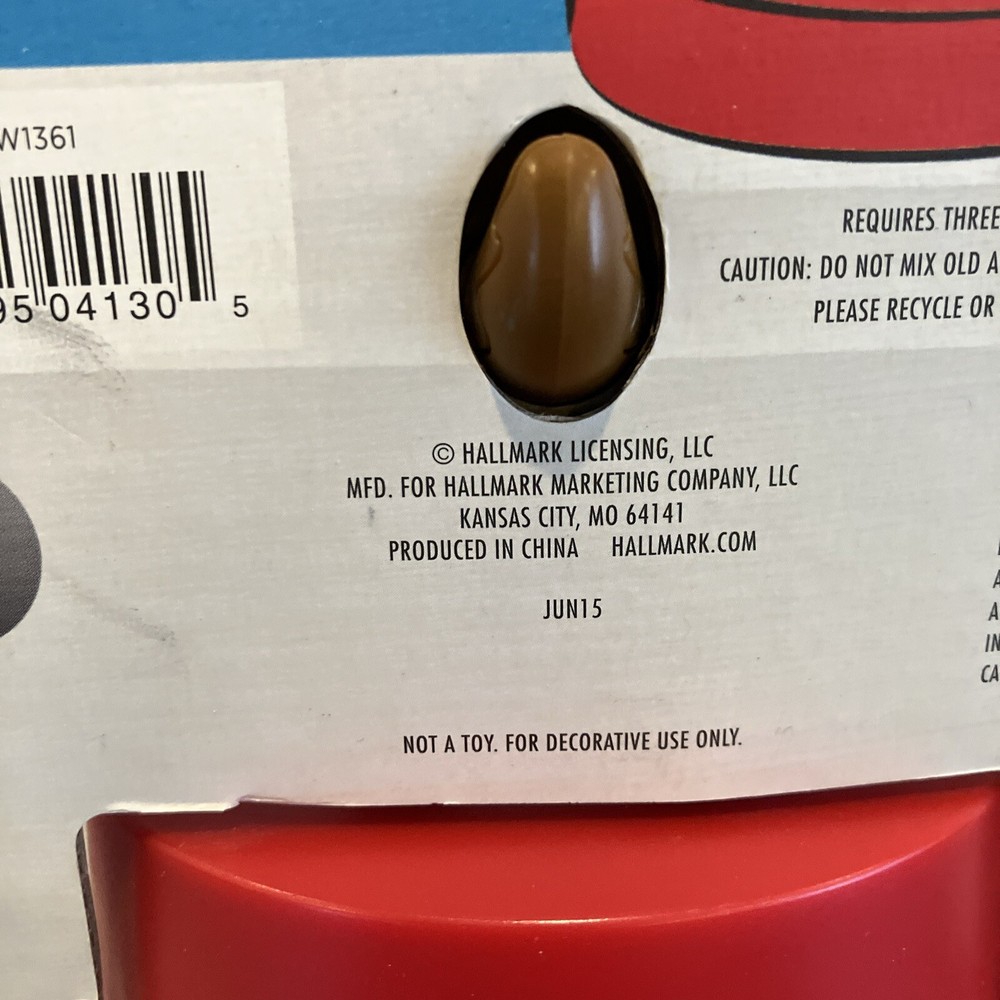 W1361
95 04130 5
REQUIRES THREE
CAUTION: DO NOT MIX OLD A
PLEASE RECYCLE OR
© HALLMARK LICENSING, LLC
MFD. FOR HALLMARK MARKETING COMPANY, LLC
KANSAS CITY, MO 64141
PRODUCED IN CHINA HALLMARK.COM
JUN15
NOT A TOY. FOR DECORATIVE USE ONLY.
A
A
IN
CA